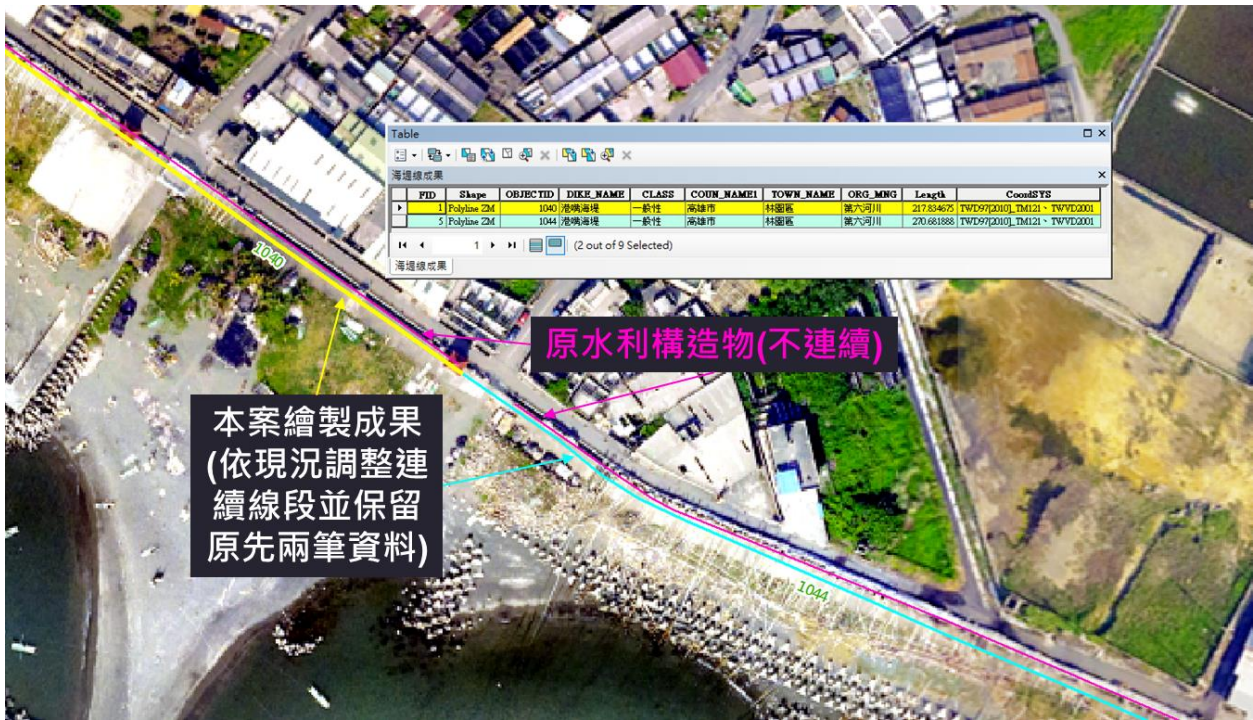 Table
海堤線成果
FID Shape OBJECTID DIKE_NAME CLASS COUN_NAME1 TOWN_NAME ORG_MNG Length CoordSYS
1 Polyline ZM 1040 港嘴海堤 一般性 高雄市 林園區 第六河川 217.834675 TWD97[2010]_TM121、TWVD2001
5 Polyline ZM 1044 港嘴海堤 一般性 高雄市 林園區 第六河川 270.681888 TWD97[2010]_TM121、TWVD2001
1 (2 out of 9 Selected)
海堤線成果
1040
原水利構造物(不連續)
本案繪製成果
(依現況調整連
續線段並保留
原先兩筆資料)
1044